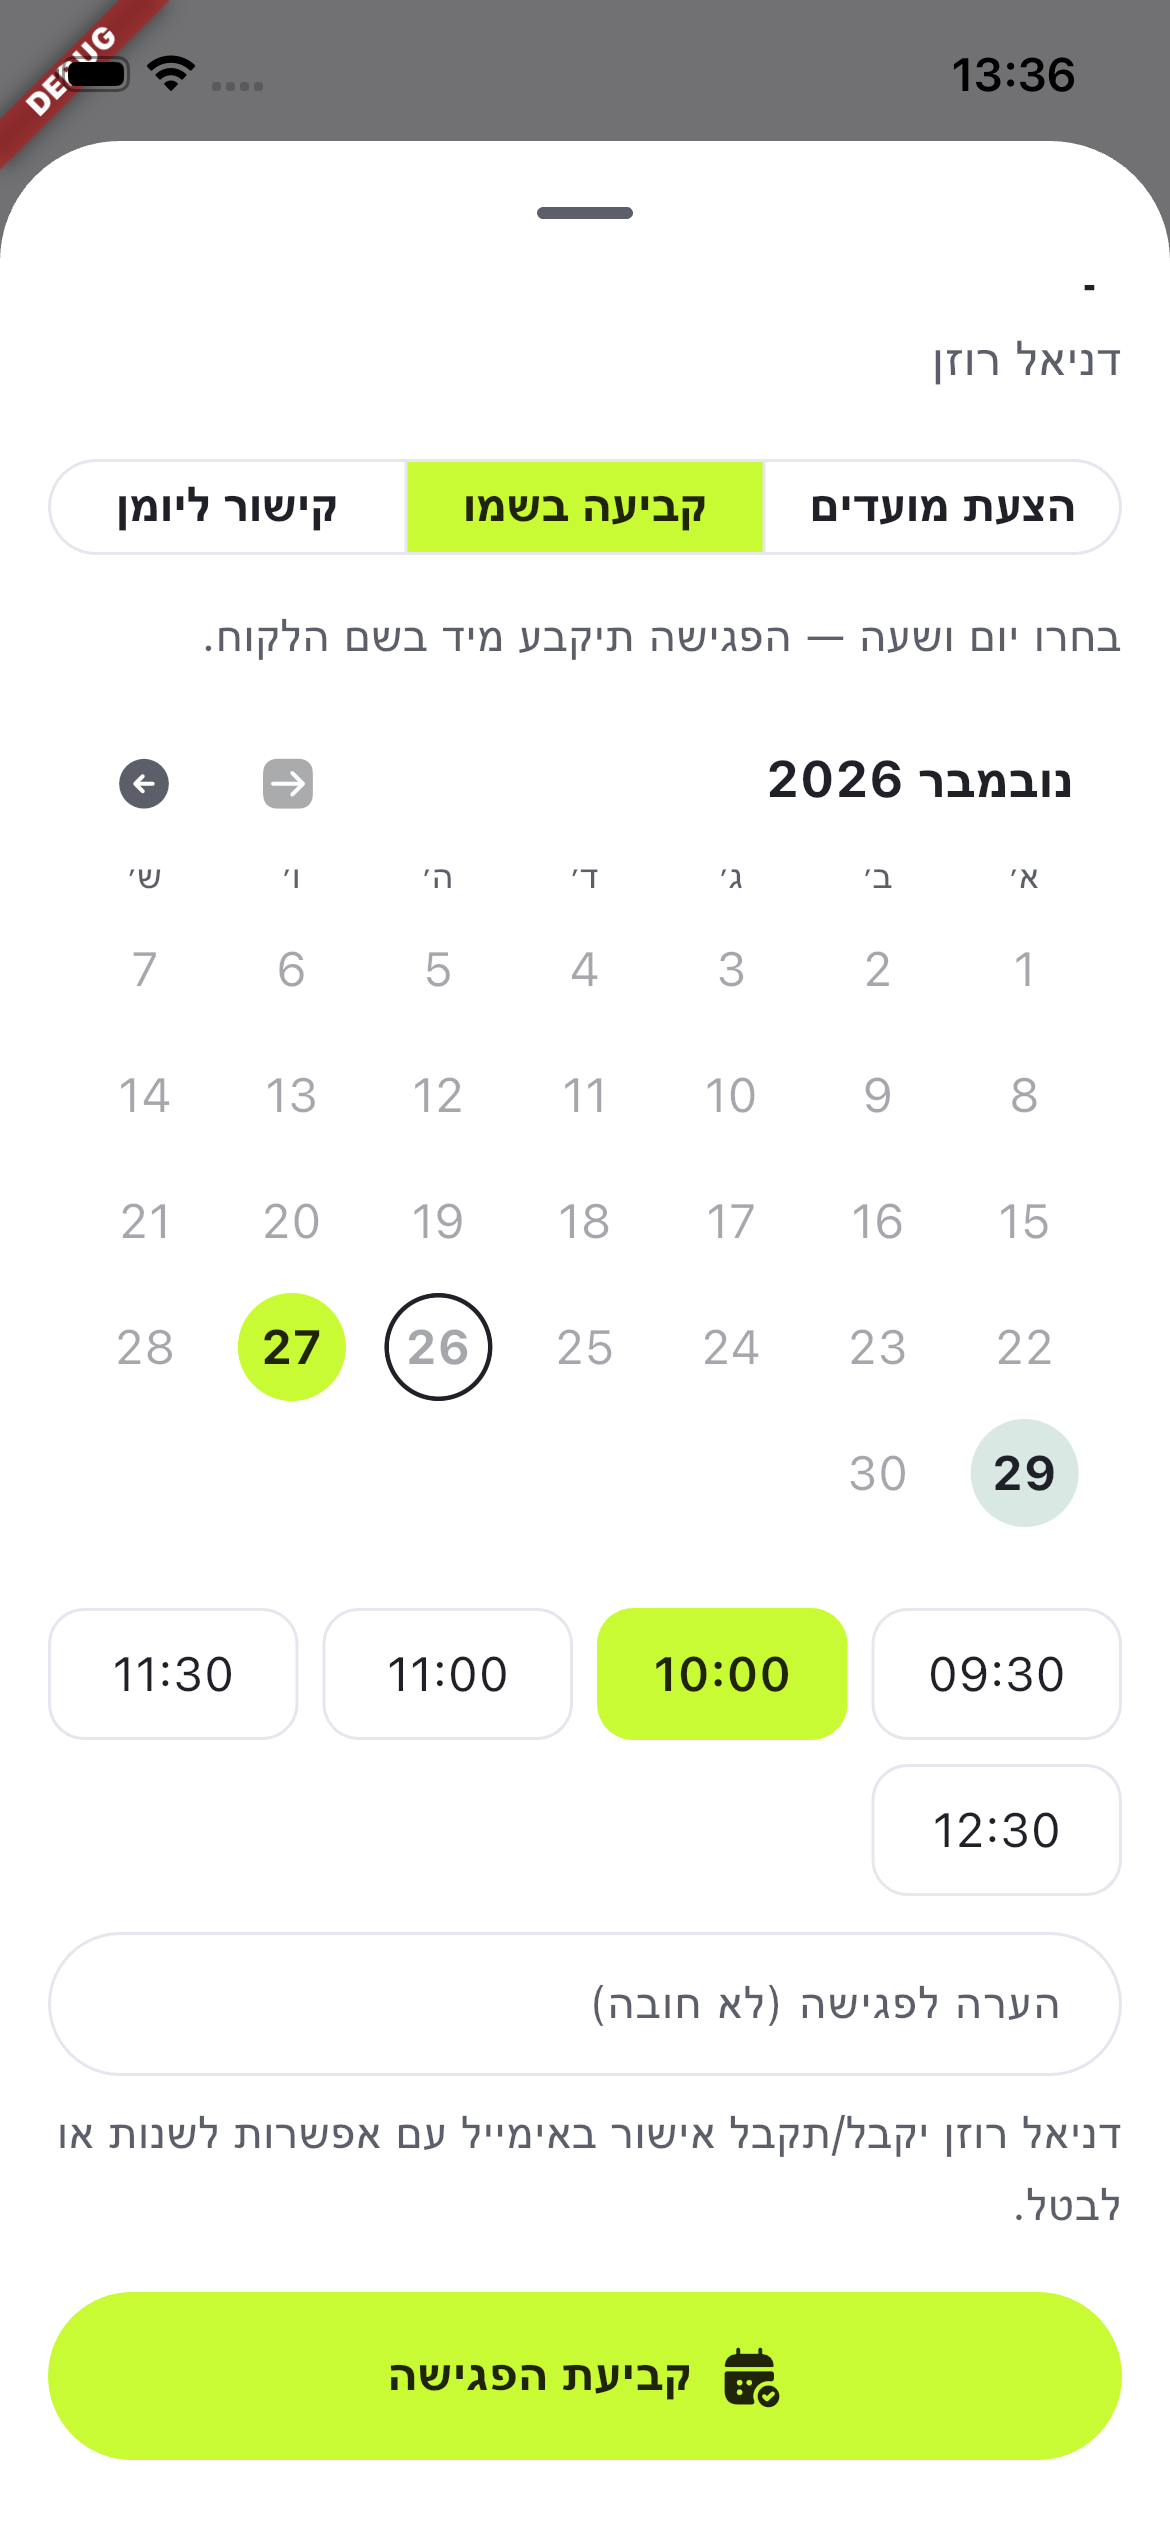 DEBUG
13:36
דניאל רוזן
הצעת מועדים
קביעה בשמו
קישור ליומן
בחרו יום ושעה — הפגישה תיקבע מיד בשם הלקוח.
נובמבר 2026
א׳ ב׳ ג׳ ד׳ ה׳ ו׳ ש׳
1 2 3 4 5 6 7
8 9 10 11 12 13 14
15 16 17 18 19 20 21
22 23 24 25 26 27 28
29 30
09:30 10:00 11:00 11:30
12:30
הערה לפגישה (לא חובה)
דניאל רוזן יקבל/תקבל אישור באימייל עם אפשרות לשנות או
לבטל.
קביעת הפגישה